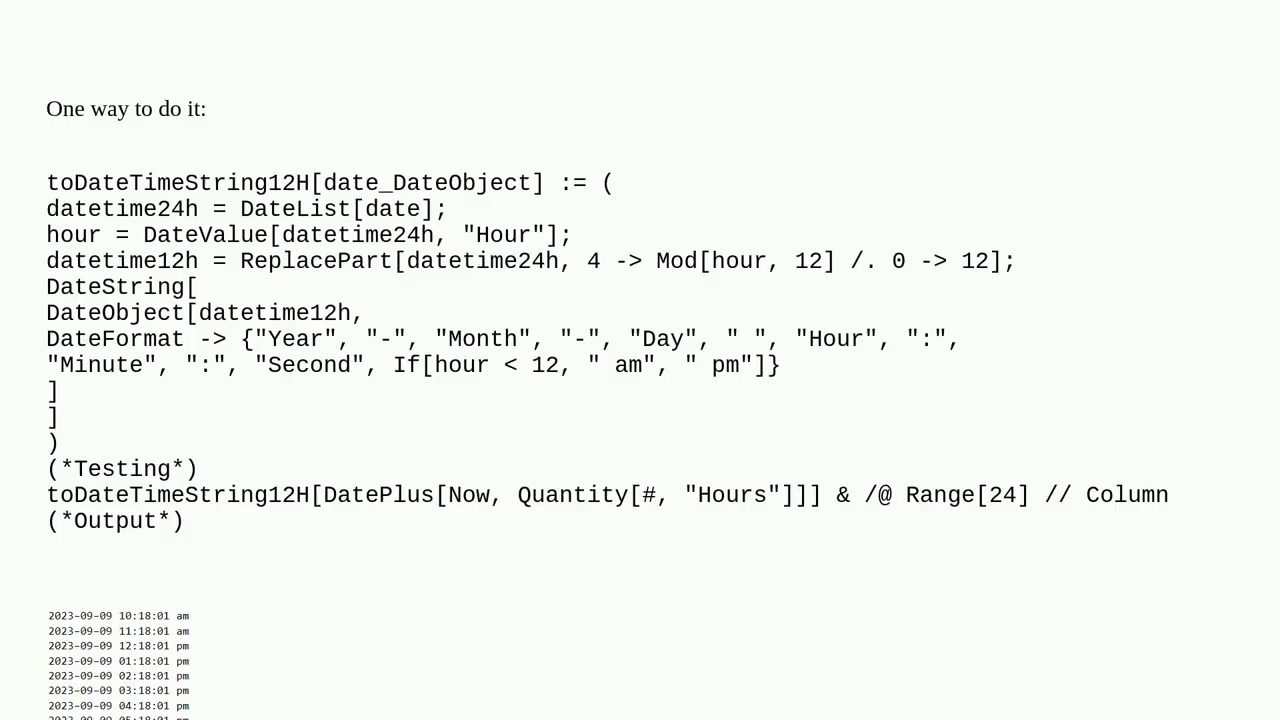 One way to do it:
toDateTimeString12H[date_DateObject] := (
datetime24h = DateList[date];
hour = DateValue[datetime24h, "Hour"];
datetime12h = ReplacePart[datetime24h, 4 -> Mod[hour, 12] /. 0 -> 12];
DateString[
DateObject[datetime12h,
DateFormat -> {"Year", "-", "Month", "-", "Day", " ", "Hour", ":",
"Minute", ":", "Second", If[hour < 12, " am", " pm"]}
]
]
)
(*Testing*)
toDateTimeString12H[DatePlus[Now, Quantity[#, "Hours"]]] & /@ Range[24] // Column
(*Output*)
2023-09-09 10:18:01 am
2023-09-09 11:18:01 am
2023-09-09 12:18:01 pm
2023-09-09 01:18:01 pm
2023-09-09 02:18:01 pm
2023-09-09 03:18:01 pm
2023-09-09 04:18:01 pm